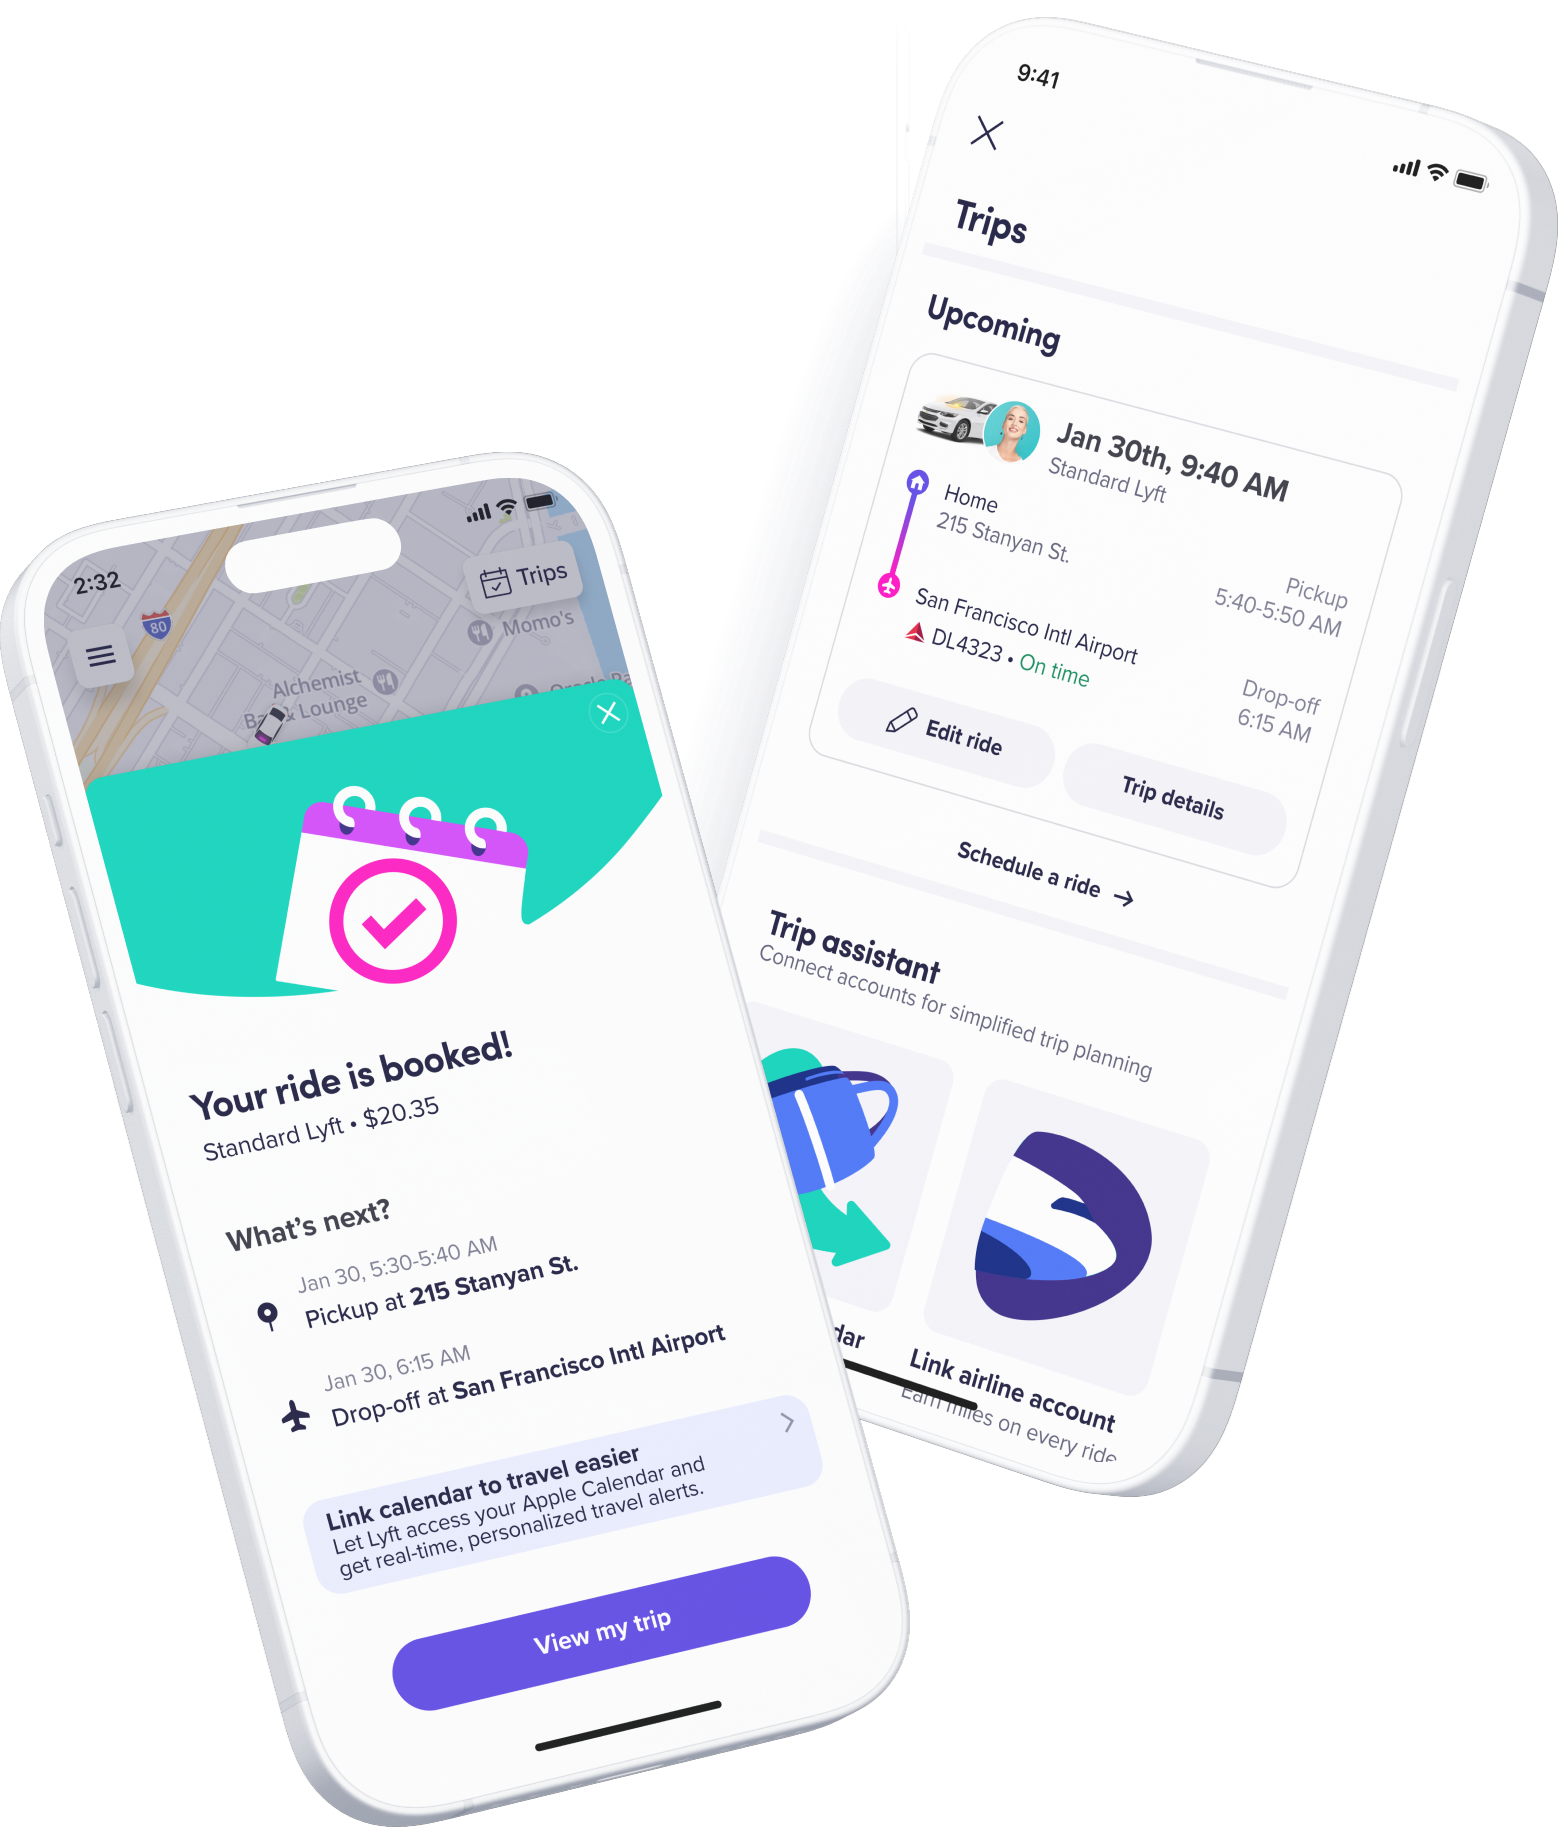 2:32
Trips
80
Momo's
Alchemist
Bar & Lounge
Your ride is booked!
Standard Lyft • $20.35
What's next?
Jan 30, 5:30-5:40 AM
Pickup at 215 Stanyan St.
Jan 30, 6:15 AM
Drop-off at San Francisco Intl Airport
Link calendar to travel easier
Let Lyft access your Apple Calendar and
get real-time, personalized travel alerts.
View my trip
9:41
Trips
Upcoming
Jan 30th, 9:40 AM
Standard Lyft
Home
215 Stanyan St.
Pickup
5:40-5:50 AM
San Francisco Intl Airport
DL4323 • On time
Drop-off
6:15 AM
Edit ride
Trip details
Schedule a ride
Trip assistant
Connect accounts for simplified trip planning
Link airline account
Earn miles on every ride